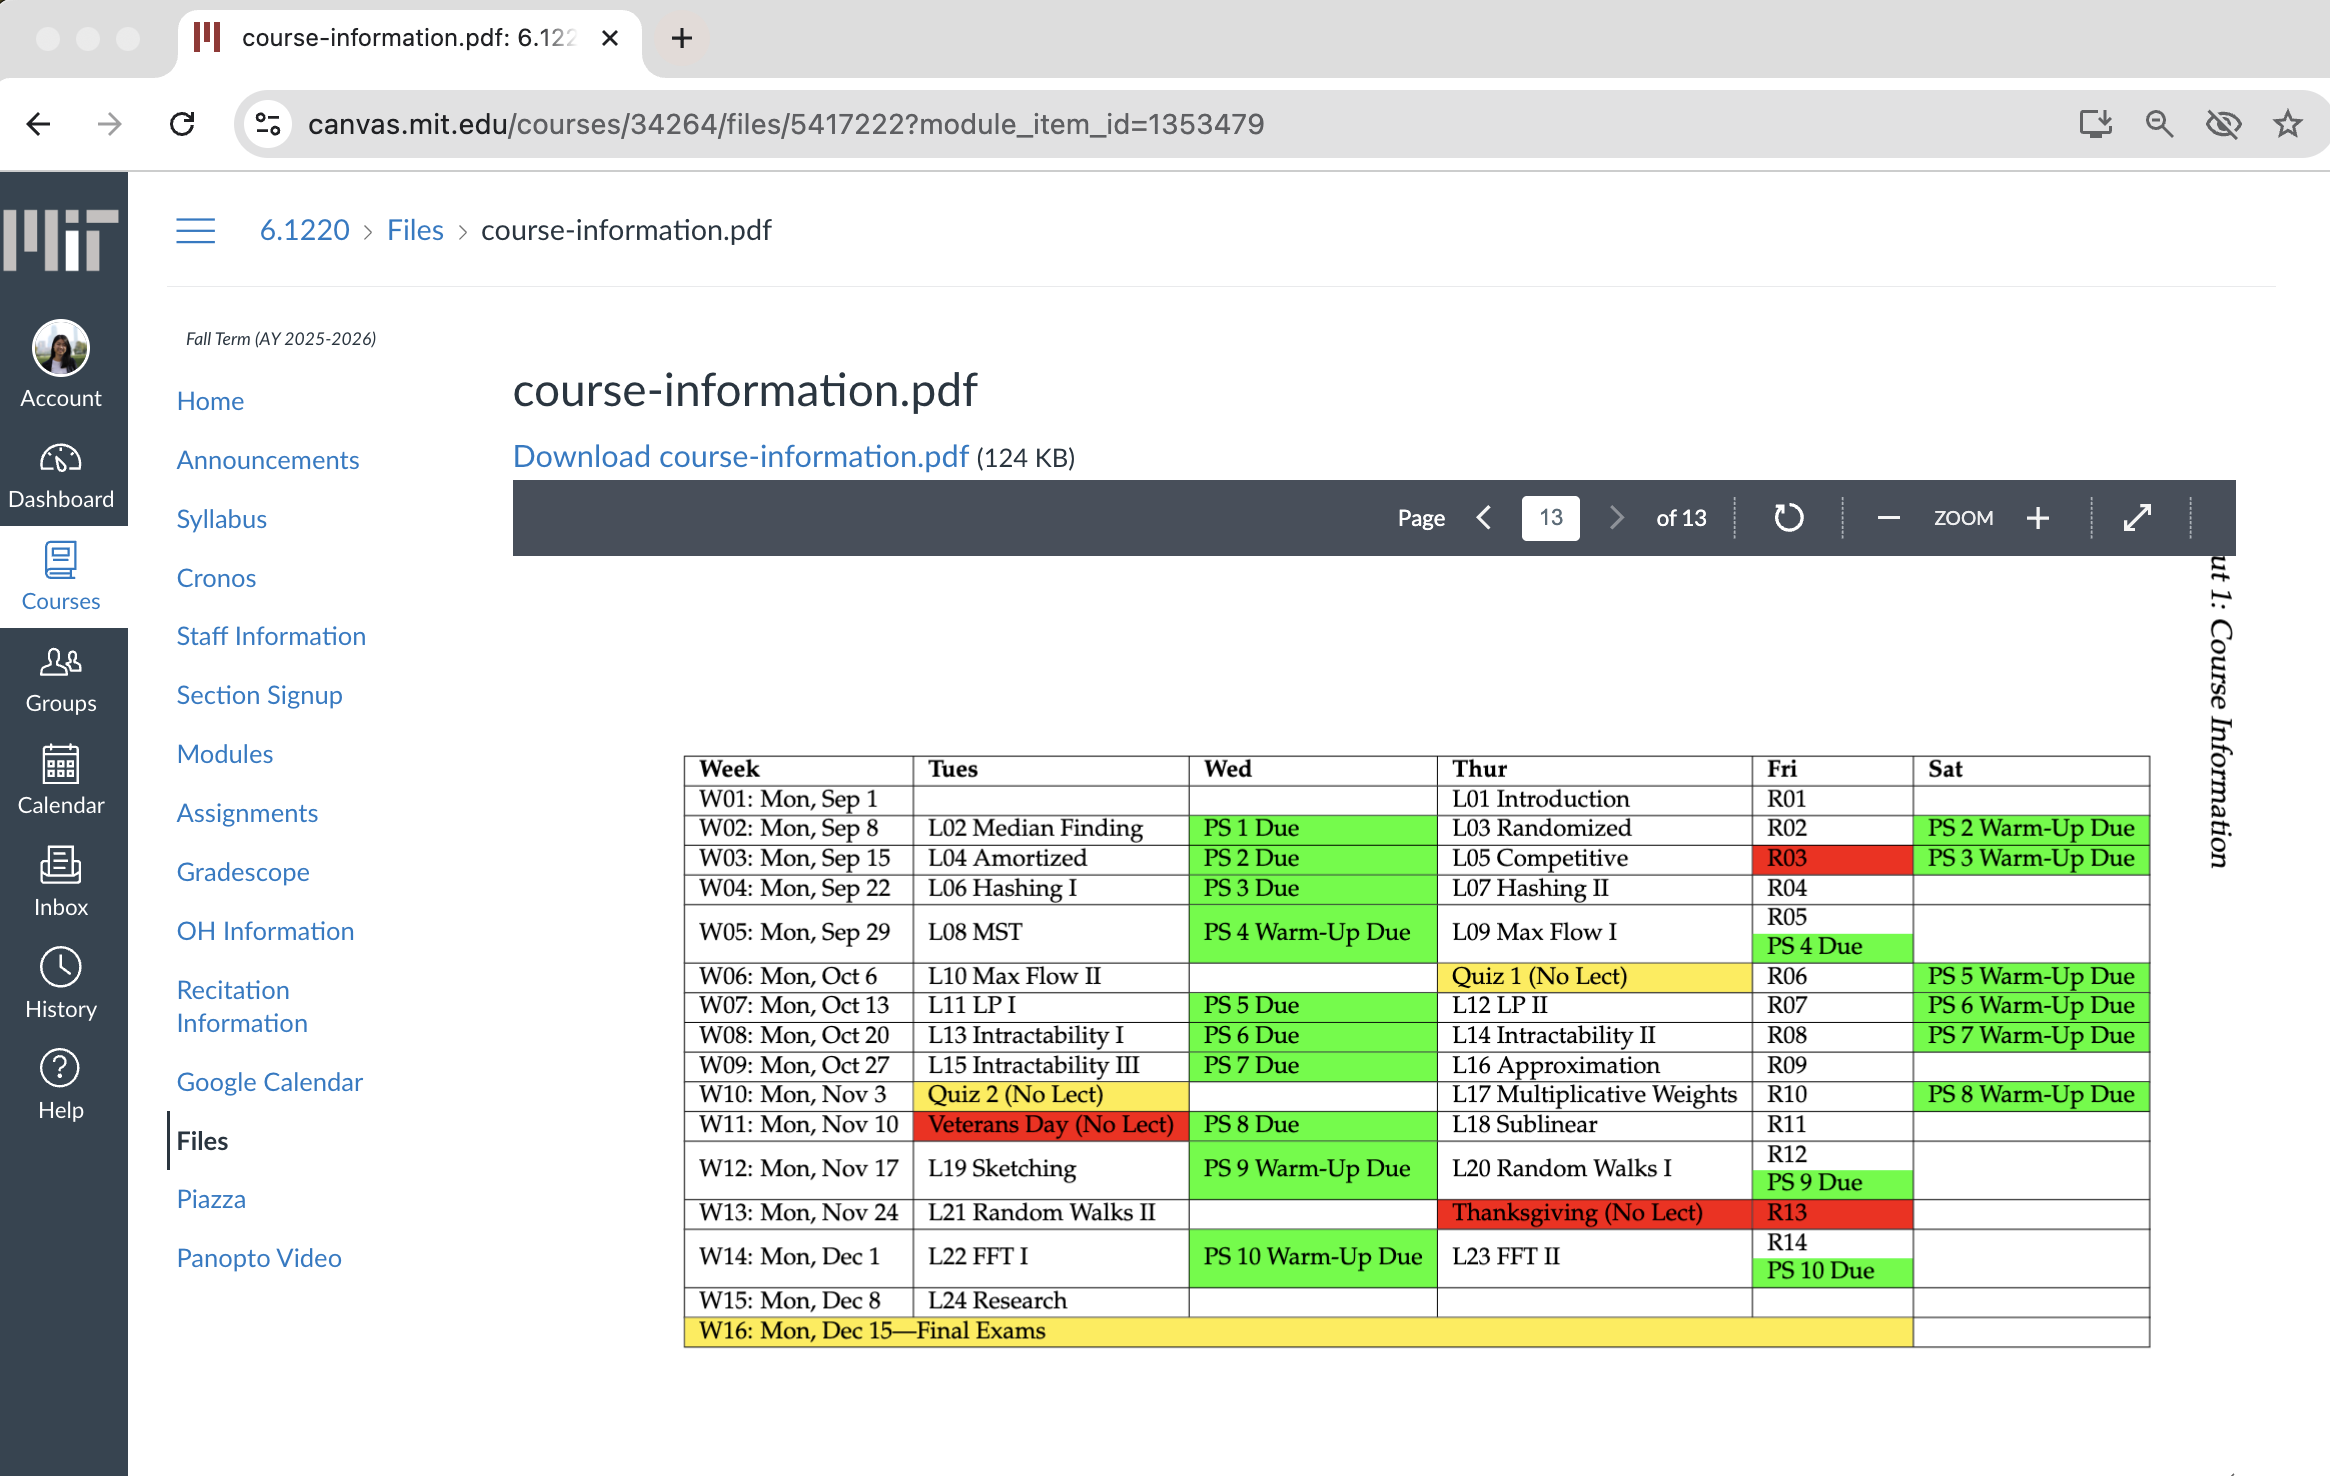 course-information.pdf: 6.122
canvas.mit.edu/courses/34264/files/5417222?module_item_id=1353479
MIT
Account
Dashboard
Courses
Groups
Calendar
Inbox
History
Help
6.1220 > Files > course-information.pdf
Fall Term (AY 2025-2026)
Home
Announcements
Syllabus
Cronos
Staff Information
Section Signup
Modules
Assignments
Gradescope
OH Information
Recitation
Information
Google Calendar
Files
Piazza
Panopto Video
course-information.pdf
Download course-information.pdf (124 KB)
Page 13 of 13 ZOOM
ut 1: Course Information
Week Tues Wed Thur Fri Sat
W01: Mon, Sep 1 L01 Introduction R01
W02: Mon, Sep 8 L02 Median Finding PS 1 Due L03 Randomized R02 PS 2 Warm-Up Due
W03: Mon, Sep 15 L04 Amortized PS 2 Due L05 Competitive R03 PS 3 Warm-Up Due
W04: Mon, Sep 22 L06 Hashing I PS 3 Due L07 Hashing II R04
W05: Mon, Sep 29 L08 MST PS 4 Warm-Up Due L09 Max Flow I R05
PS 4 Due
W06: Mon, Oct 6 L10 Max Flow II Quiz 1 (No Lect) R06 PS 5 Warm-Up Due
W07: Mon, Oct 13 L11 LP I PS 5 Due L12 LP II R07 PS 6 Warm-Up Due
W08: Mon, Oct 20 L13 Intractability I PS 6 Due L14 Intractability II R08 PS 7 Warm-Up Due
W09: Mon, Oct 27 L15 Intractability III PS 7 Due L16 Approximation R09
W10: Mon, Nov 3 Quiz 2 (No Lect) L17 Multiplicative Weights R10 PS 8 Warm-Up Due
W11: Mon, Nov 10 Veterans Day (No Lect) PS 8 Due L18 Sublinear R11
W12: Mon, Nov 17 L19 Sketching PS 9 Warm-Up Due L20 Random Walks I R12
PS 9 Due
W13: Mon, Nov 24 L21 Random Walks II Thanksgiving (No Lect) R13
W14: Mon, Dec 1 L22 FFT I PS 10 Warm-Up Due L23 FFT II R14
PS 10 Due
W15: Mon, Dec 8 L24 Research
W16: Mon, Dec 15—Final Exams